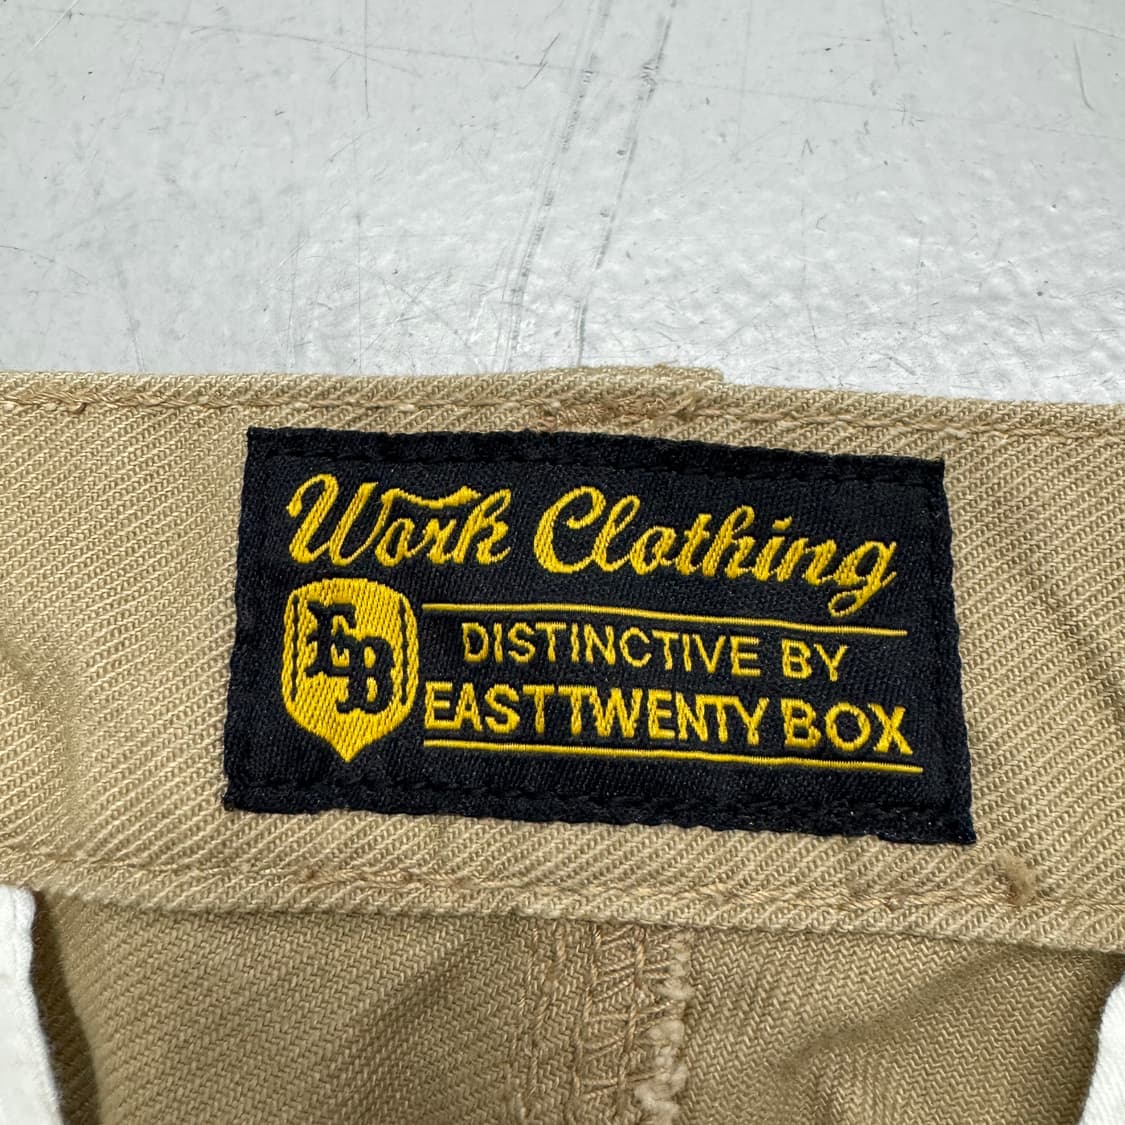 Work Clothing
EB
DISTINCTIVE BY
EASTTWENTY BOX